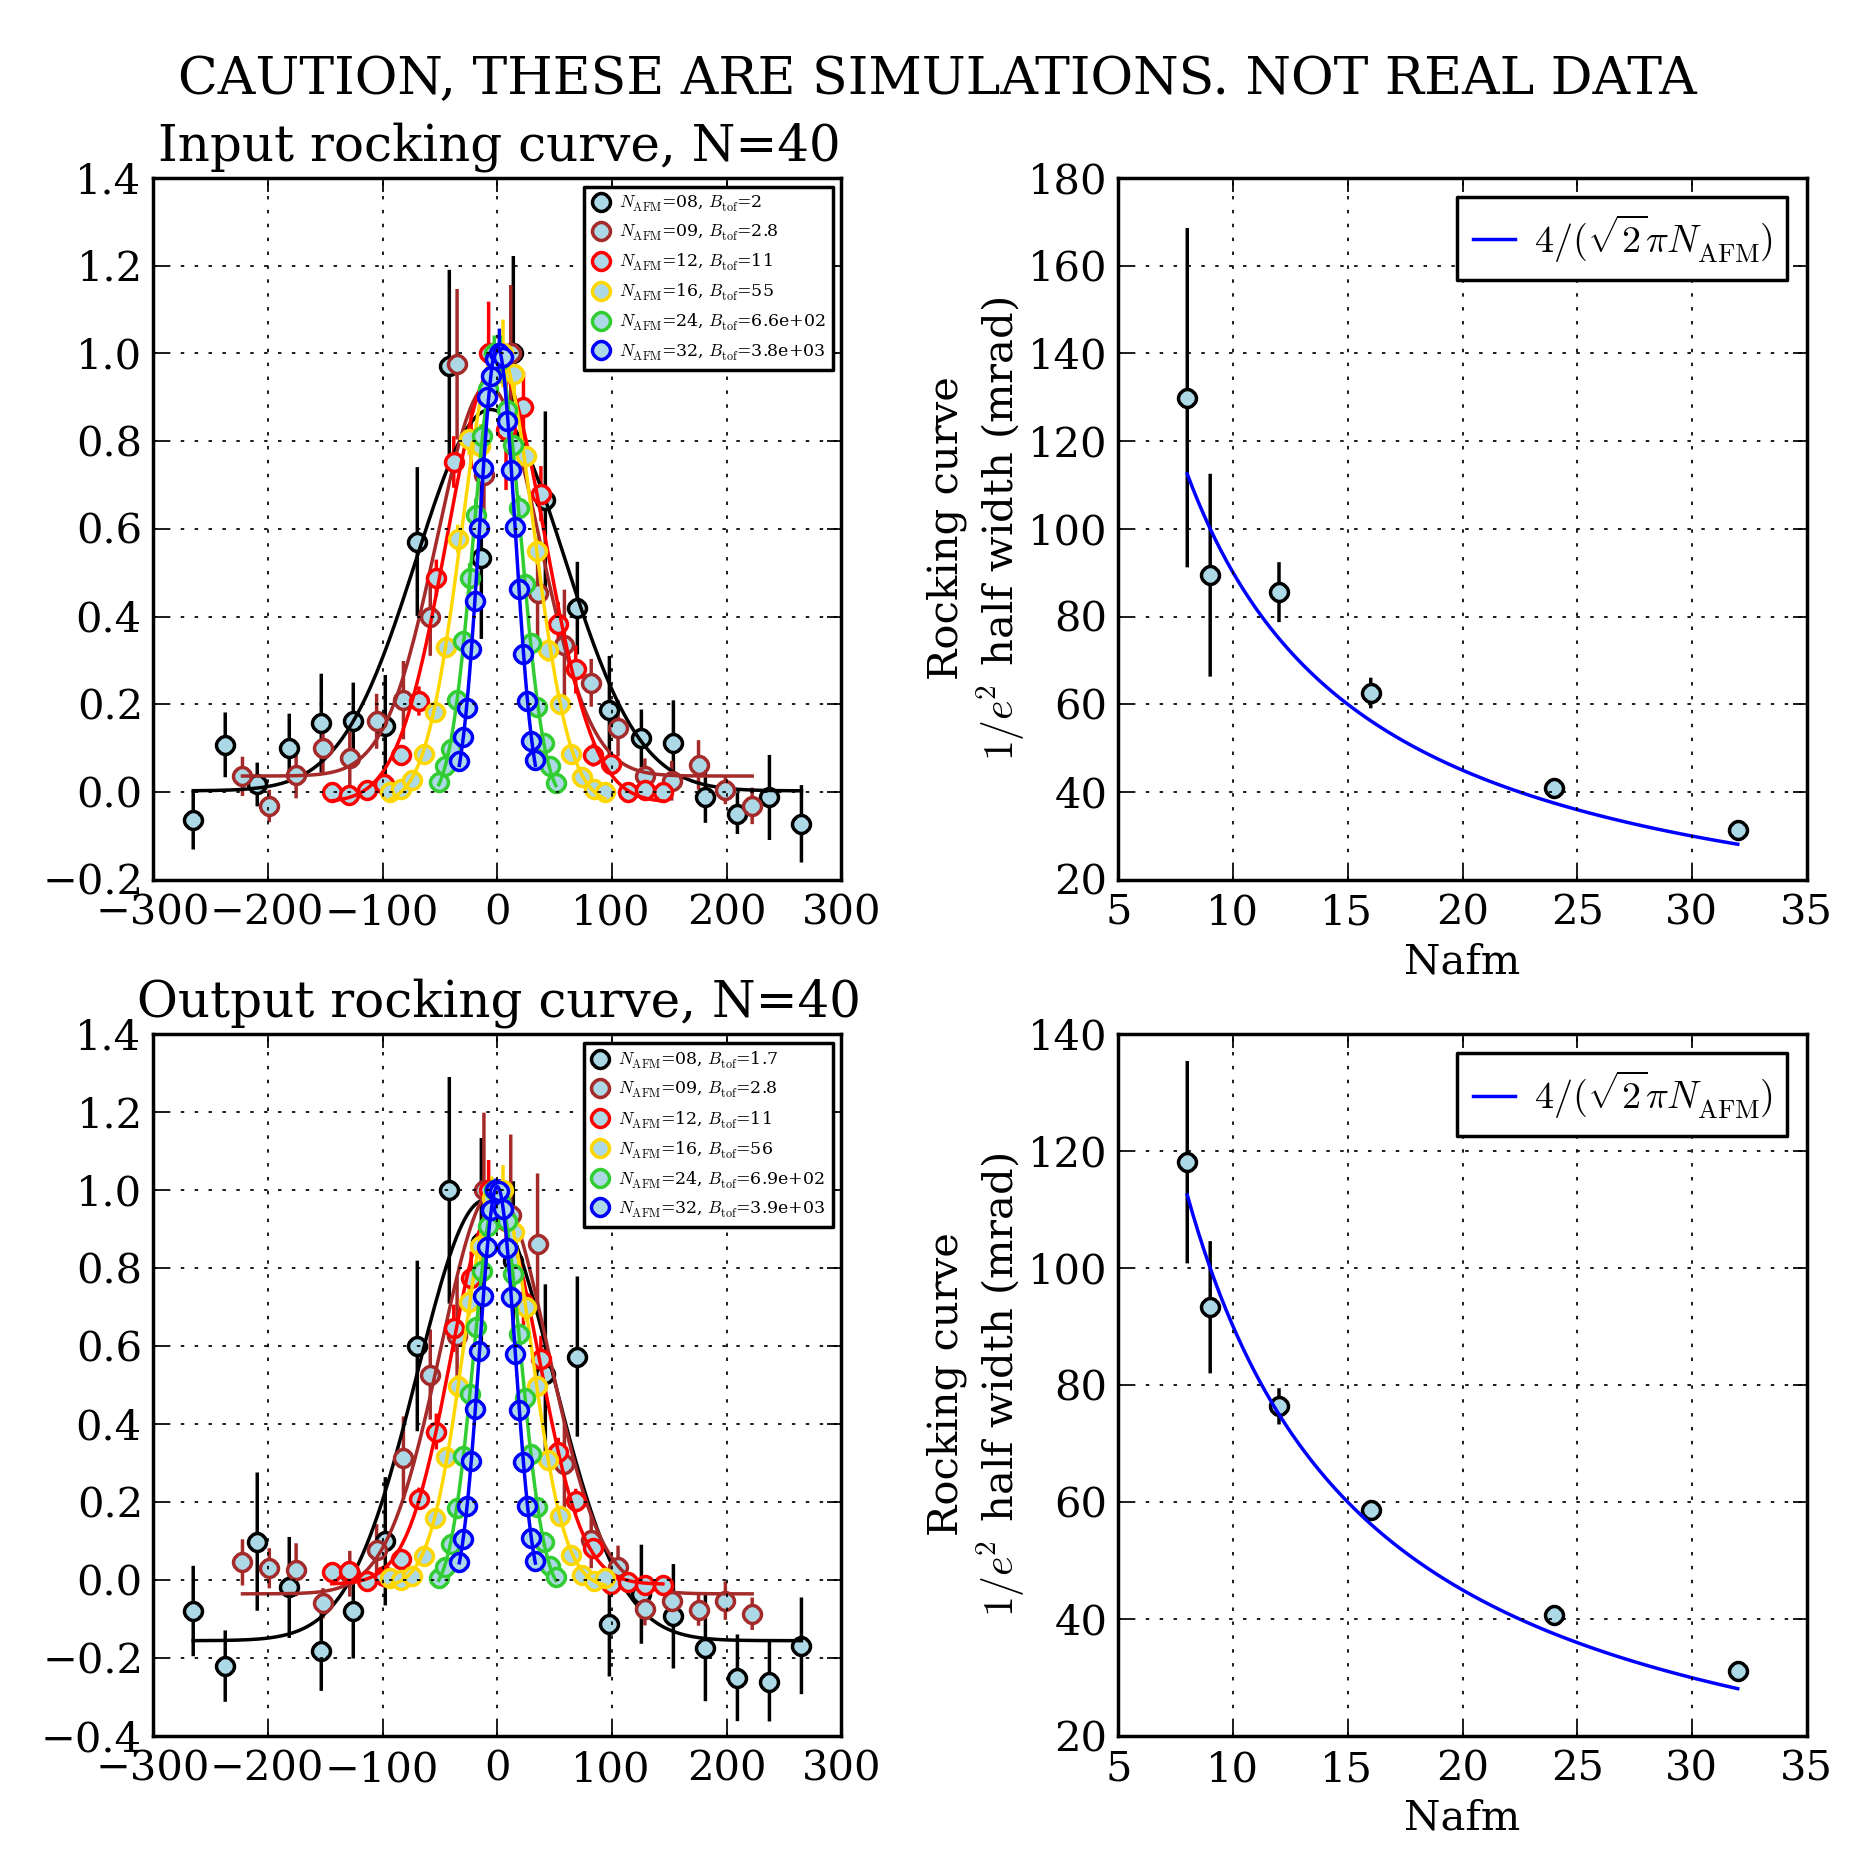 CAUTION, THESE ARE SIMULATIONS. NOT REAL DATA
Input rocking curve, N=40
1.4
1.2
1.0
0.8
0.6
0.4
0.2
0.0
−0.2
−300 −200 −100 0 100 200 300
N_AFM=08, B_tof=2
N_AFM=09, B_tof=2.8
N_AFM=12, B_tof=11
N_AFM=16, B_tof=55
N_AFM=24, B_tof=6.6e+02
N_AFM=32, B_tof=3.8e+03
Rocking curve
1/e² half width (mrad)
180
160
140
120
100
80
60
40
20
5 10 15 20 25 30 35
Nafm
4/(√2πN_AFM)
Output rocking curve, N=40
1.4
1.2
1.0
0.8
0.6
0.4
0.2
0.0
−0.2
−0.4
−300 −200 −100 0 100 200 300
N_AFM=08, B_tof=1.7
N_AFM=09, B_tof=2.8
N_AFM=12, B_tof=11
N_AFM=16, B_tof=56
N_AFM=24, B_tof=6.9e+02
N_AFM=32, B_tof=3.9e+03
Rocking curve
1/e² half width (mrad)
140
120
100
80
60
40
20
5 10 15 20 25 30 35
Nafm
4/(√2πN_AFM)